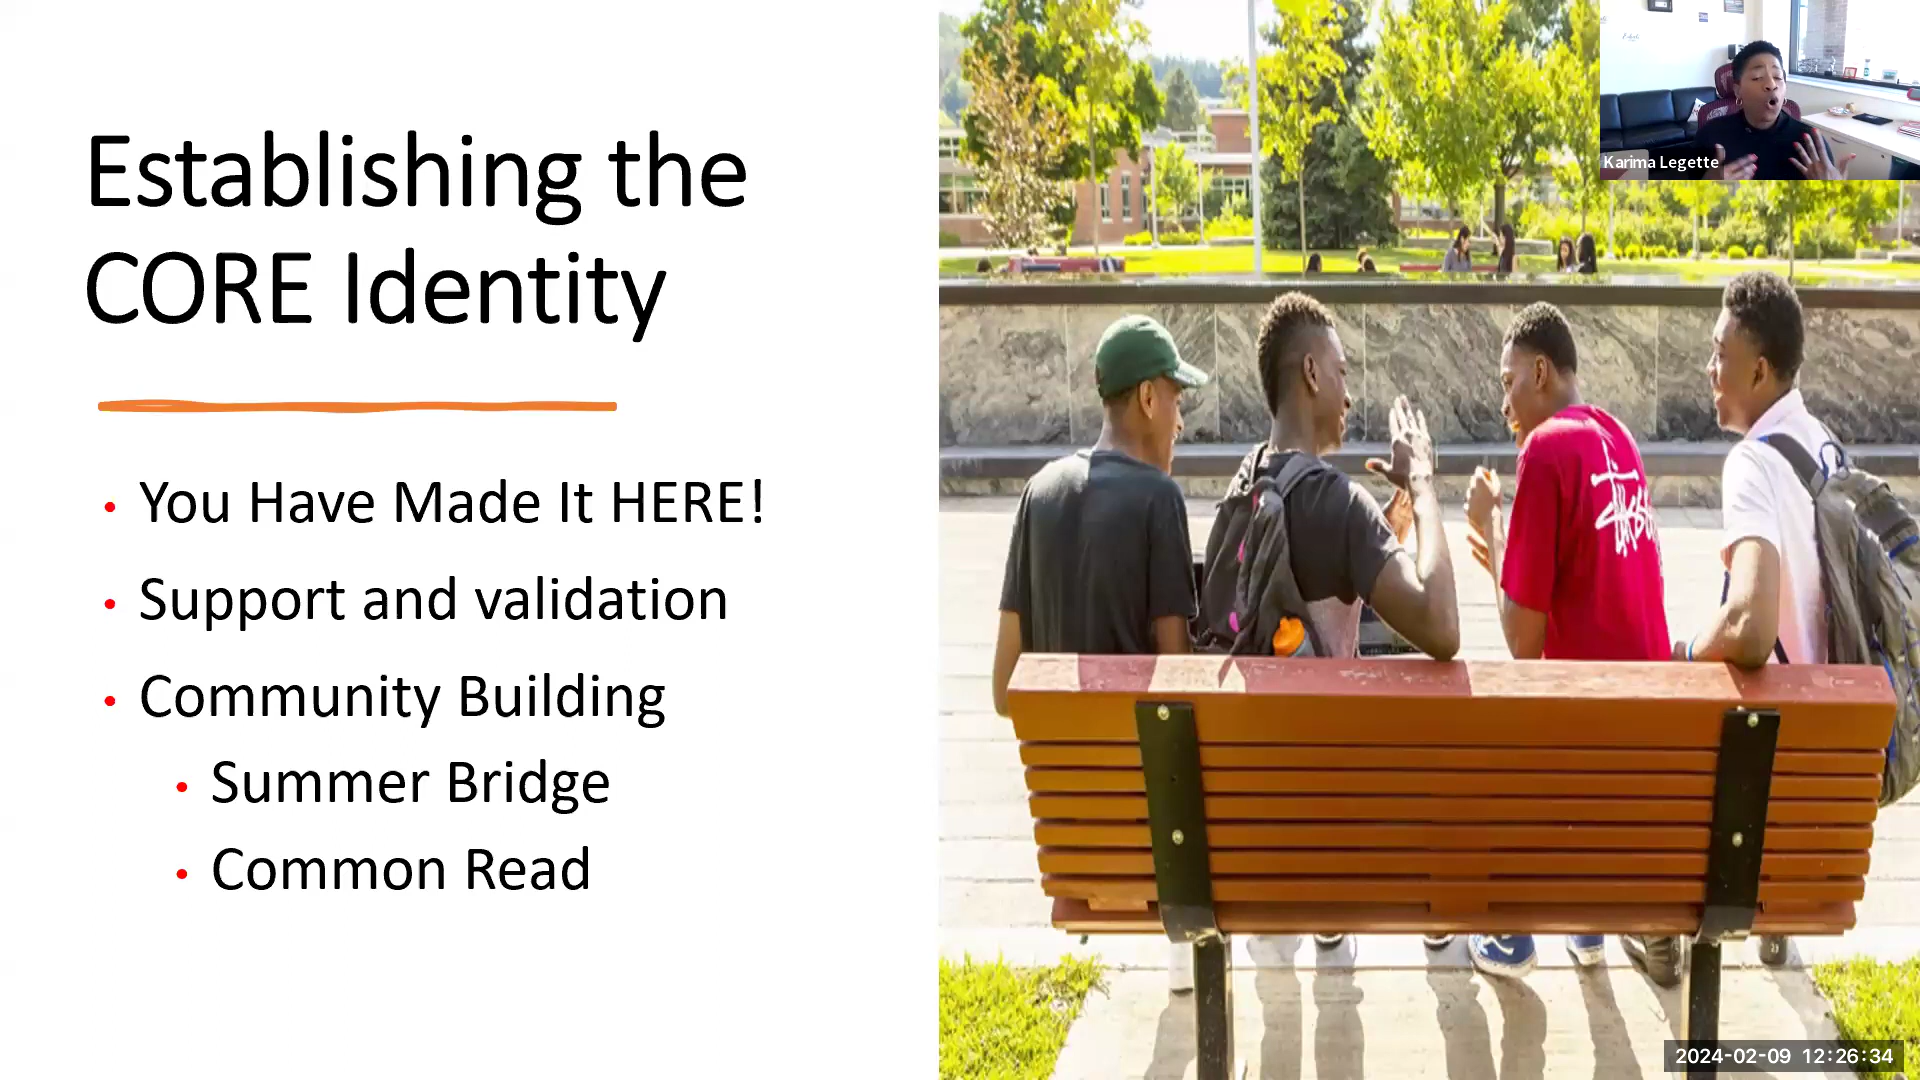 Establishing the
CORE Identity
• You Have Made It HERE!
• Support and validation
• Community Building
• Summer Bridge
• Common Read
Karima Legette
2024-02-09 12:26:34